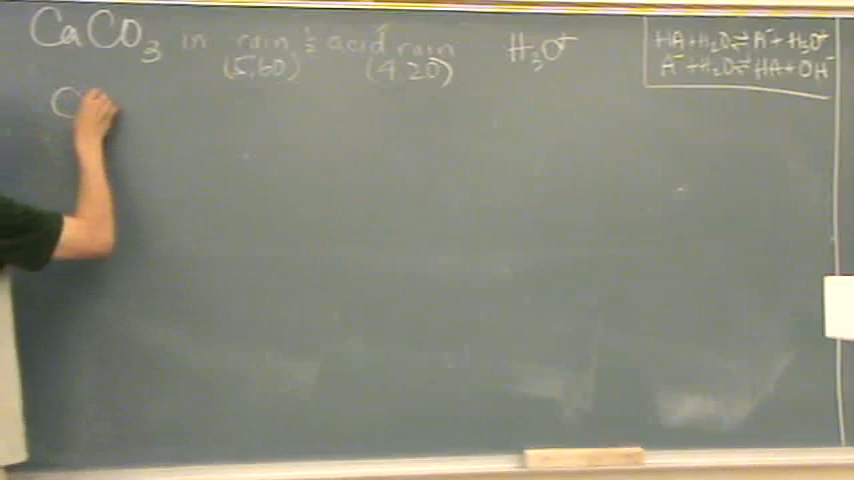 CaCO₃ in rain, & acid rain H₃O⁺
(5.60) (4.20)
HA+H₂O⇌A⁻+H₃O⁺
A⁻+H₂O⇌HA+OH⁻
C